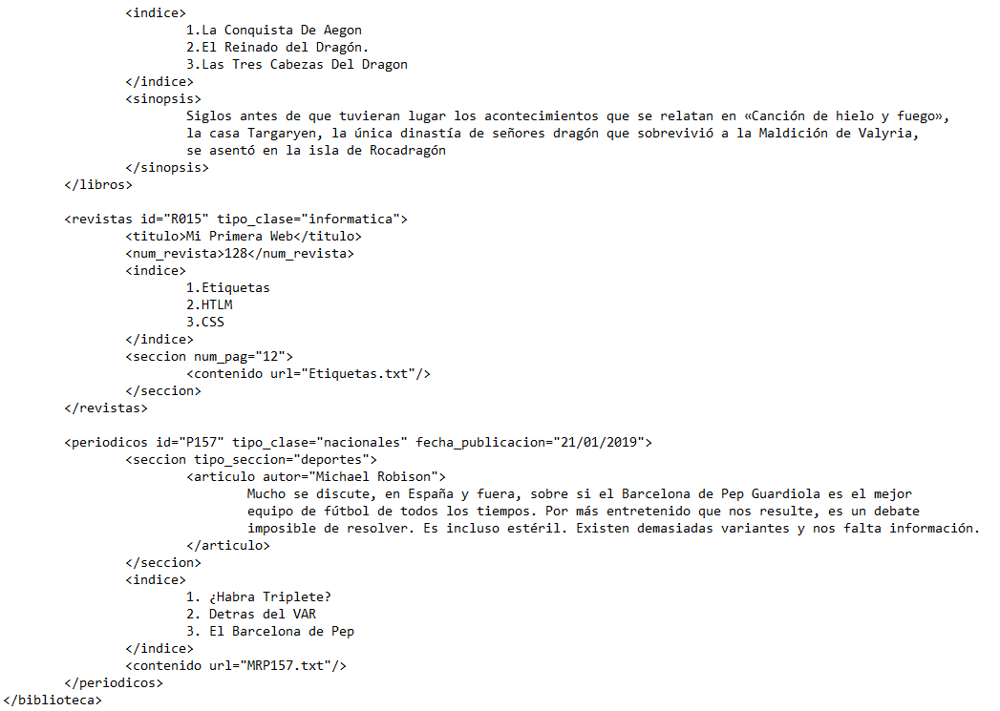 <indice>
1.La Conquista De Aegon
2.El Reinado del Dragón.
3.Las Tres Cabezas Del Dragon
</indice>
<sinopsis>
Siglos antes de que tuvieran lugar los acontecimientos que se relatan en «Canción de hielo y fuego»,
la casa Targaryen, la única dinastía de señores dragón que sobrevivió a la Maldición de Valyria,
se asentó en la isla de Rocadragón
</sinopsis>
</libros>
<revistas id="R015" tipo_clase="informatica">
<titulo>Mi Primera Web</titulo>
<num_revista>128</num_revista>
<indice>
1.Etiquetas
2.HTLM
3.CSS
</indice>
<seccion num_pag="12">
<contenido url="Etiquetas.txt"/>
</seccion>
</revistas>
<periodicos id="P157" tipo_clase="nacionales" fecha_publicacion="21/01/2019">
<seccion tipo_seccion="deportes">
<articulo autor="Michael Robison">
Mucho se discute, en España y fuera, sobre si el Barcelona de Pep Guardiola es el mejor
equipo de fútbol de todos los tiempos. Por más entretenido que nos resulte, es un debate
imposible de resolver. Es incluso estéril. Existen demasiadas variantes y nos falta información.
</articulo>
</seccion>
<indice>
1. ¿Habra Triplete?
2. Detras del VAR
3. El Barcelona de Pep
</indice>
<contenido url="MRP157.txt"/>
</periodicos>
</biblioteca>